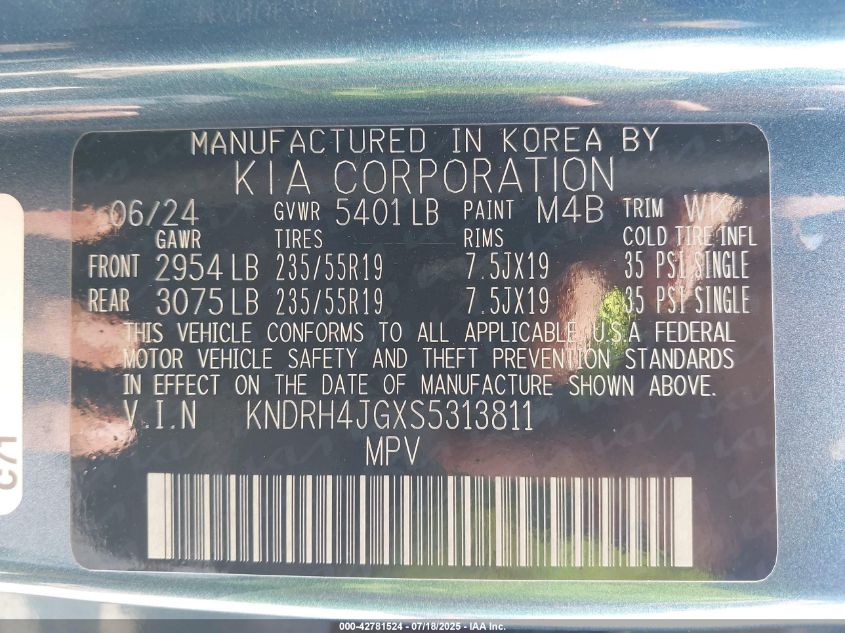 MANUFACTURED IN KOREA BY
KIA CORPORATION
06/24 GVWR 5401 LB PAINT M4B TRIM WK
GAWR TIRES RIMS COLD TIRE INFL
FRONT 2954 LB 235/55R19 7.5JX19 35 PSI SINGLE
REAR 3075 LB 235/55R19 7.5JX19 35 PSI SINGLE
THIS VEHICLE CONFORMS TO ALL APPLICABLE U.S.A FEDERAL
MOTOR VEHICLE SAFETY AND THEFT PREVENTION STANDARDS
IN EFFECT ON THE DATE OF MANUFACTURE SHOWN ABOVE.
V.I.N KNDRH4JGXS5313811
MPV
C71
000-42781524 - 07/18/2025 - IAA Inc.